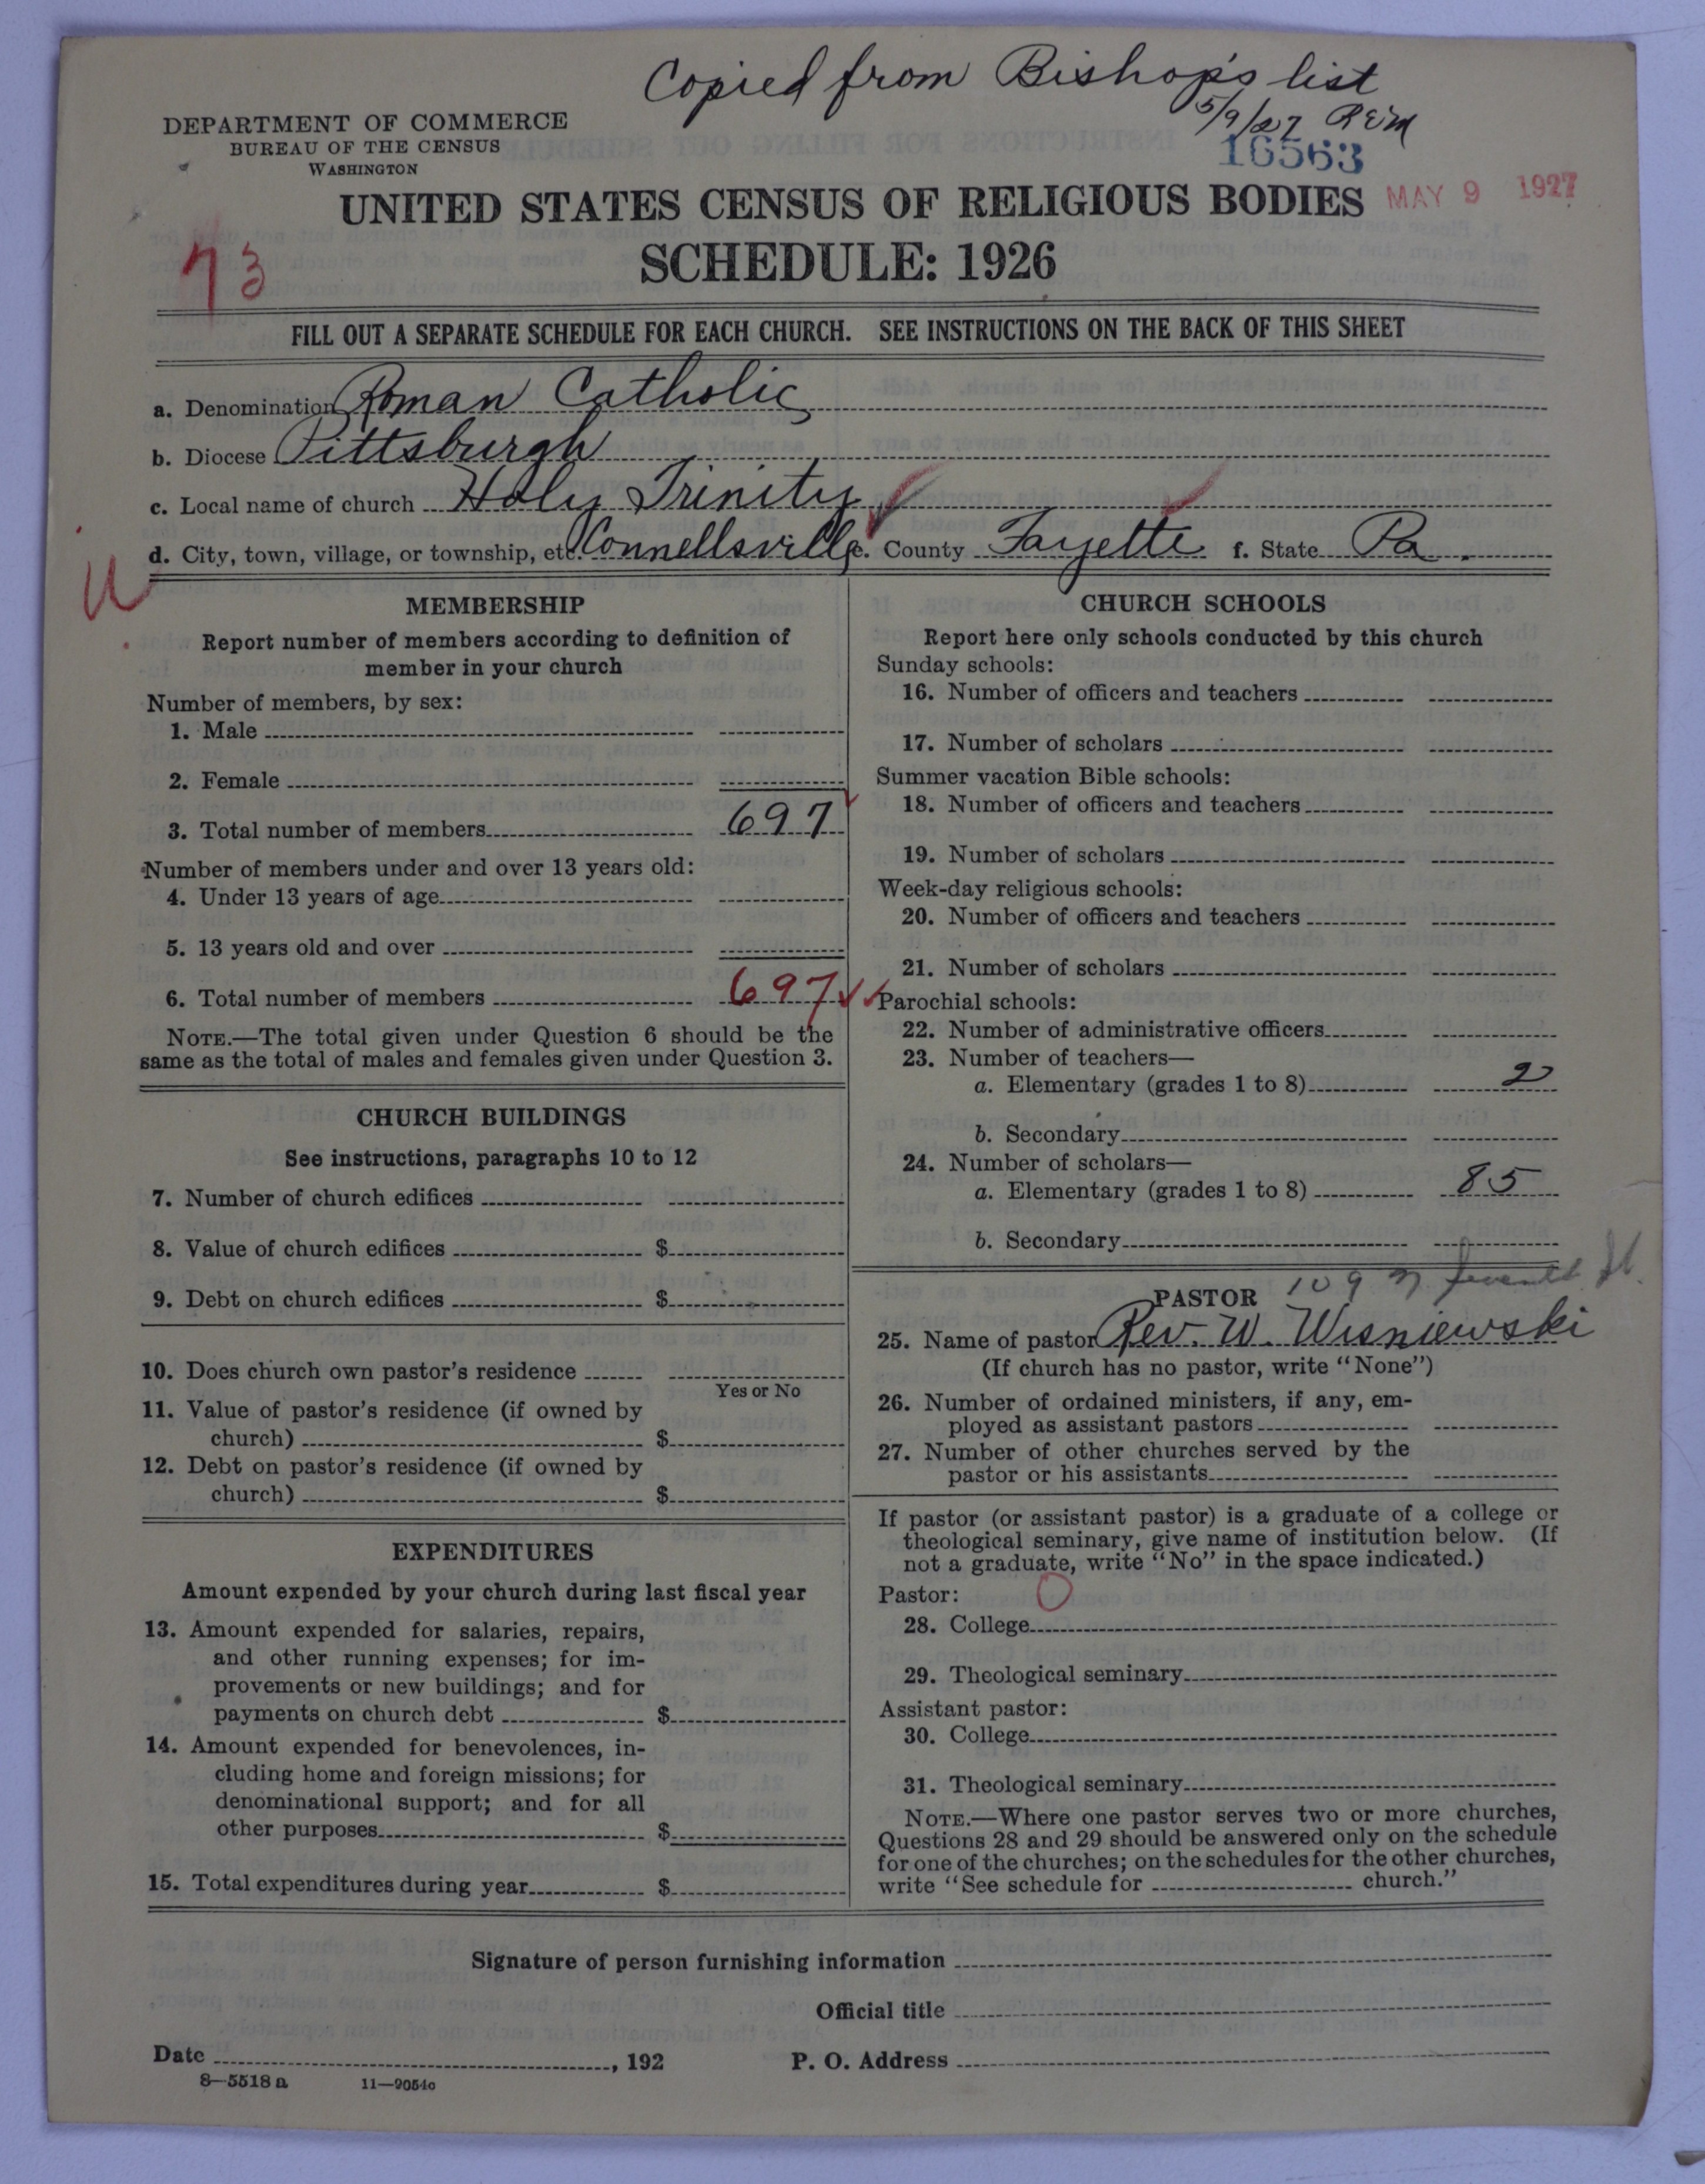 Copied from Bishop's list
5/9/27 REM
DEPARTMENT OF COMMERCE
BUREAU OF THE CENSUS
WASHINGTON
16563
UNITED STATES CENSUS OF RELIGIOUS BODIES
MAY 9 1927
SCHEDULE: 1926
73
FILL OUT A SEPARATE SCHEDULE FOR EACH CHURCH. SEE INSTRUCTIONS ON THE BACK OF THIS SHEET
a. Denomination Roman Catholic
b. Diocese Pittsburgh
c. Local name of church Holy Trinity
d. City, town, village, or township, etc. Connellsville e. County Fayette f. State Pa.
U
MEMBERSHIP
Report number of members according to definition of
member in your church
Number of members, by sex:
1. Male
2. Female
3. Total number of members 697
Number of members under and over 13 years old:
4. Under 13 years of age
5. 13 years old and over
6. Total number of members 697
NOTE.—The total given under Question 6 should be the
same as the total of males and females given under Question 3.
CHURCH BUILDINGS
See instructions, paragraphs 10 to 12
7. Number of church edifices
8. Value of church edifices $
9. Debt on church edifices $
10. Does church own pastor's residence
Yes or No
11. Value of pastor's residence (if owned by
church) $
12. Debt on pastor's residence (if owned by
church) $
EXPENDITURES
Amount expended by your church during last fiscal year
13. Amount expended for salaries, repairs,
and other running expenses; for im-
provements or new buildings; and for
payments on church debt $
14. Amount expended for benevolences, in-
cluding home and foreign missions; for
denominational support; and for all
other purposes $
15. Total expenditures during year $
CHURCH SCHOOLS
Report here only schools conducted by this church
Sunday schools:
16. Number of officers and teachers
17. Number of scholars
Summer vacation Bible schools:
18. Number of officers and teachers
19. Number of scholars
Week-day religious schools:
20. Number of officers and teachers
21. Number of scholars
Parochial schools:
22. Number of administrative officers
23. Number of teachers—
a. Elementary (grades 1 to 8) 2
b. Secondary
24. Number of scholars—
a. Elementary (grades 1 to 8) 85
b. Secondary
PASTOR 109 St.
25. Name of pastor Rev. W. Wisniewski
(If church has no pastor, write "None")
26. Number of ordained ministers, if any, em-
ployed as assistant pastors
27. Number of other churches served by the
pastor or his assistants
If pastor (or assistant pastor) is a graduate of a college or
theological seminary, give name of institution below. (If
not a graduate, write "No" in the space indicated.)
Pastor: O
28. College
29. Theological seminary
Assistant pastor:
30. College
31. Theological seminary
NOTE.—Where one pastor serves two or more churches,
Questions 28 and 29 should be answered only on the schedule
for one of the churches; on the schedules for the other churches,
write "See schedule for church."
Signature of person furnishing information
Official title
Date , 192 P. O. Address
8—5518 a 11—9054c